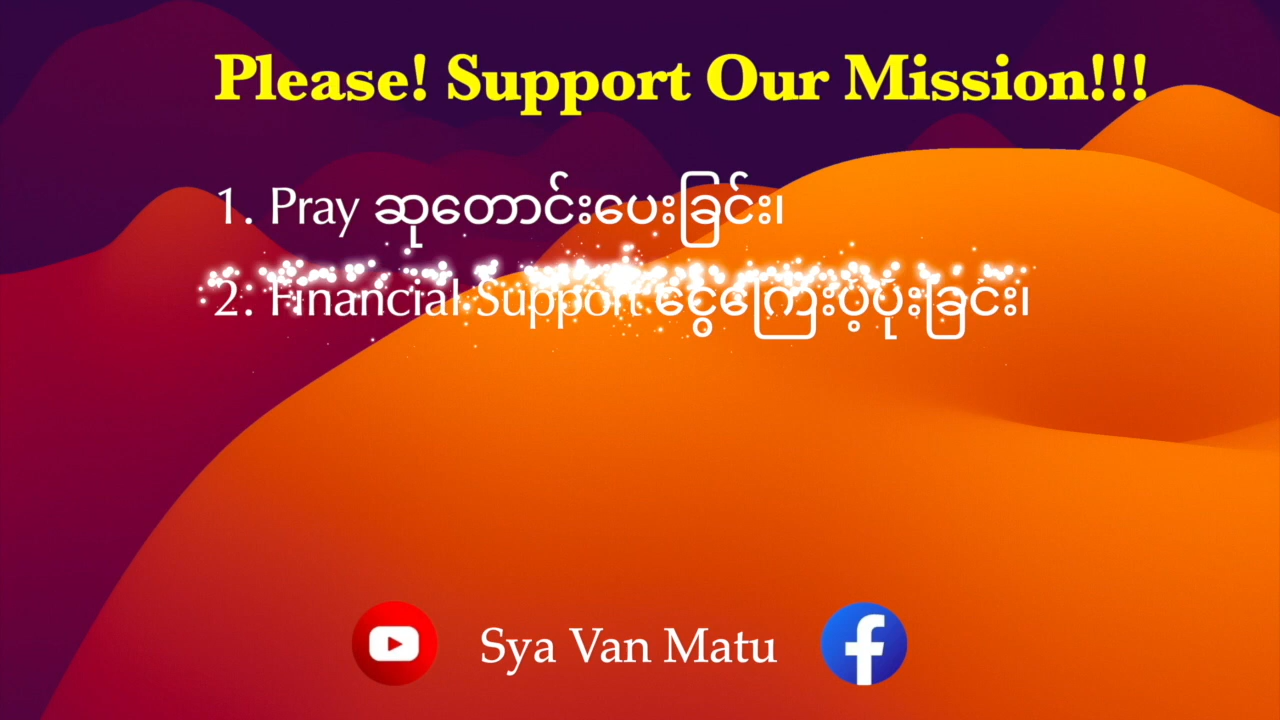 Please! Support Our Mission!!!
1. Pray ဆုတောင်းပေးခြင်း၊
2. Financial Support ငွေကြေးပံ့ပိုးခြင်း၊
Sya Van Matu